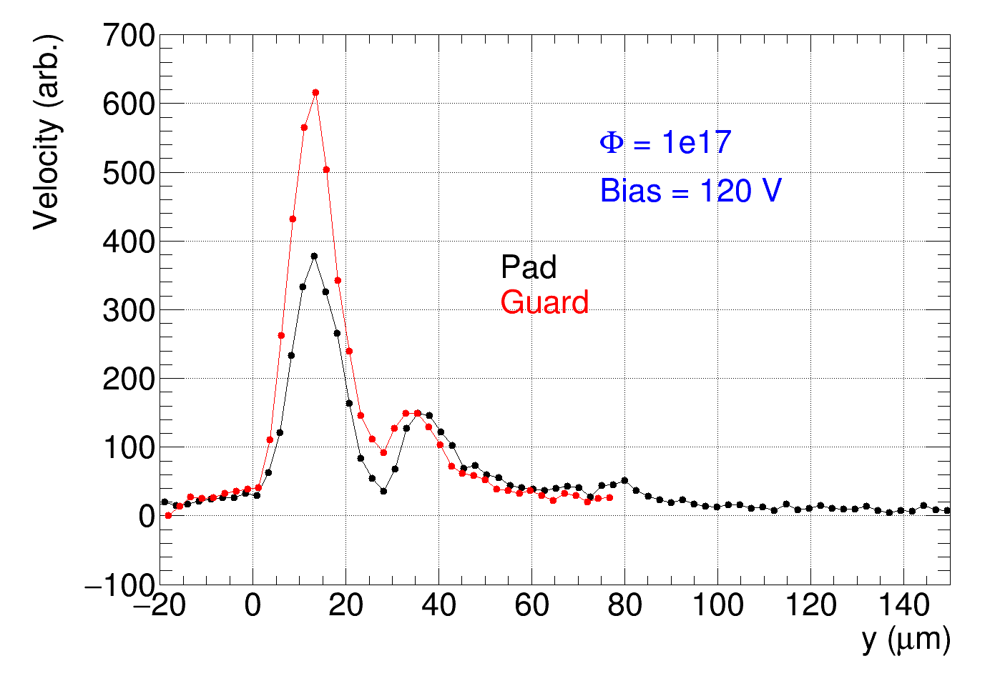 Velocity (arb.)
700
600
500
400
300
200
100
0
−100
−20 0 20 40 60 80 100 120 140
y (μm)
Φ = 1e17
Bias = 120 V
Pad
Guard